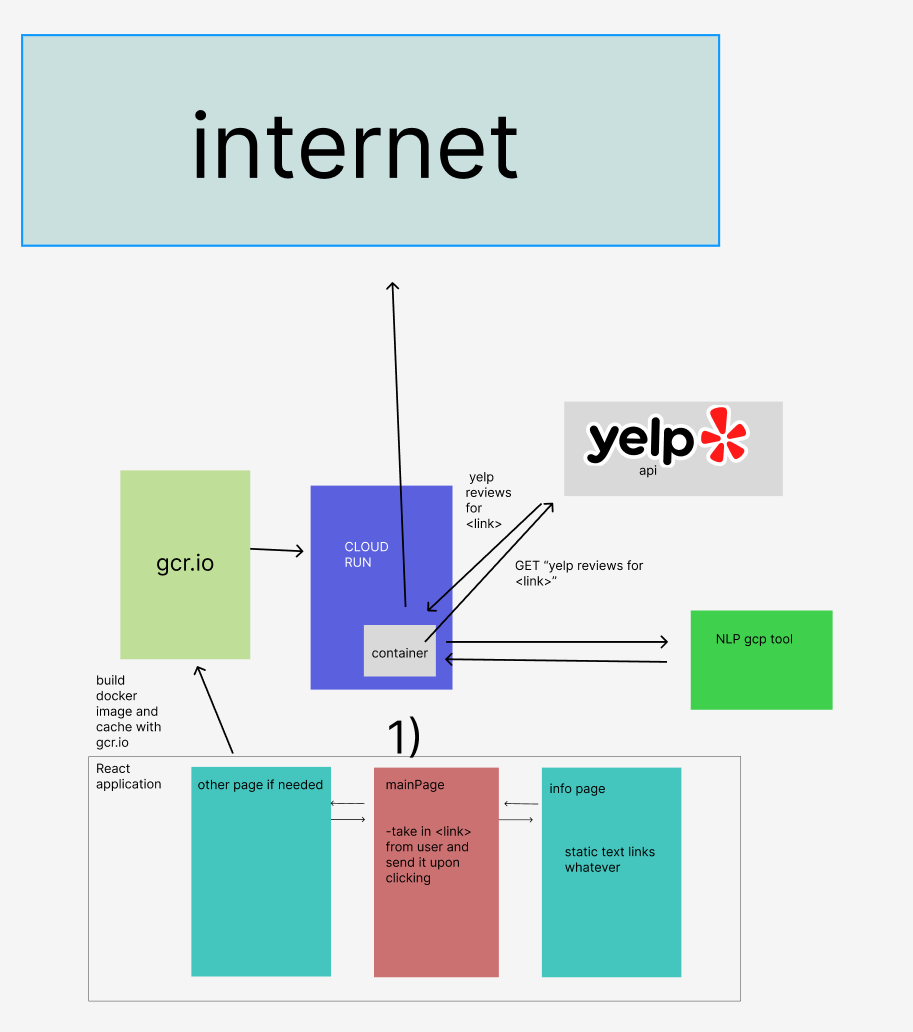 internet
yelp
api
yelp
reviews
for
<link>
gcr.io
CLOUD
RUN
GET “yelp reviews for
<link>”
container
NLP gcp tool
build
docker
image and
cache with
gcr.io
1)
React
application
other page if needed
mainPage
-take in <link>
from user and
send it upon
clicking
info page
static text links
whatever